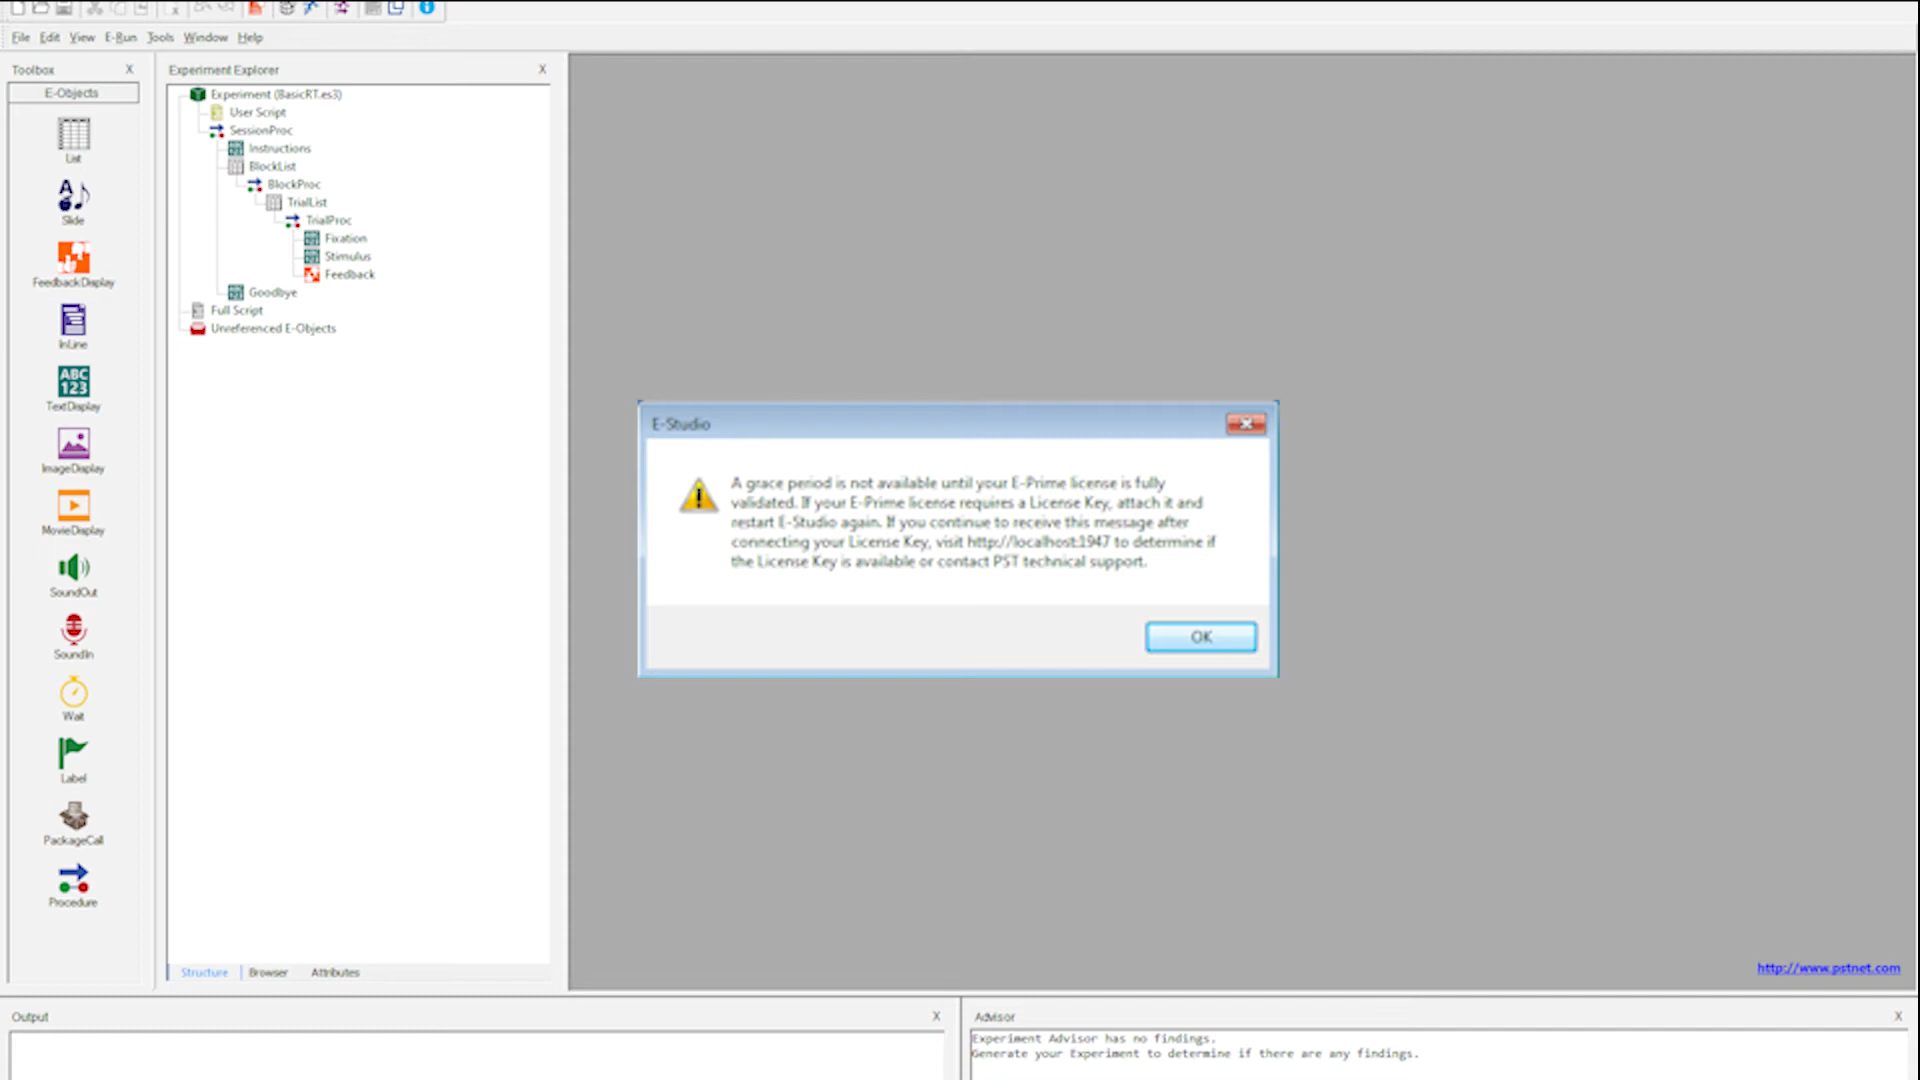 File Edit View E-Run Tools Window Help
Toolbox X
E-Objects
List
Slide
FeedbackDisplay
InLine
ABC
123
TextDisplay
ImageDisplay
MovieDisplay
SoundOut
SoundIn
Wait
Label
PackageCall
Procedure
Experiment Explorer X
Experiment (BasicRT.es3)
User Script
SessionProc
Instructions
BlockList
BlockProc
TrialList
TrialProc
Fixation
Stimulus
Feedback
Goodbye
Full Script
Unreferenced E-Objects
Structure Browser Attributes
E-Studio
A grace period is not available until your E-Prime license is fully
validated. If your E-Prime license requires a License Key, attach it and
restart E-Studio again. If you continue to receive this message after
connecting your License Key, visit http://localhost:1947 to determine if
the License Key is available or contact PST technical support.
OK
http://www.pstnet.com
Output X
Advisor X
Experiment Advisor has no findings.
Generate your Experiment to determine if there are any findings.